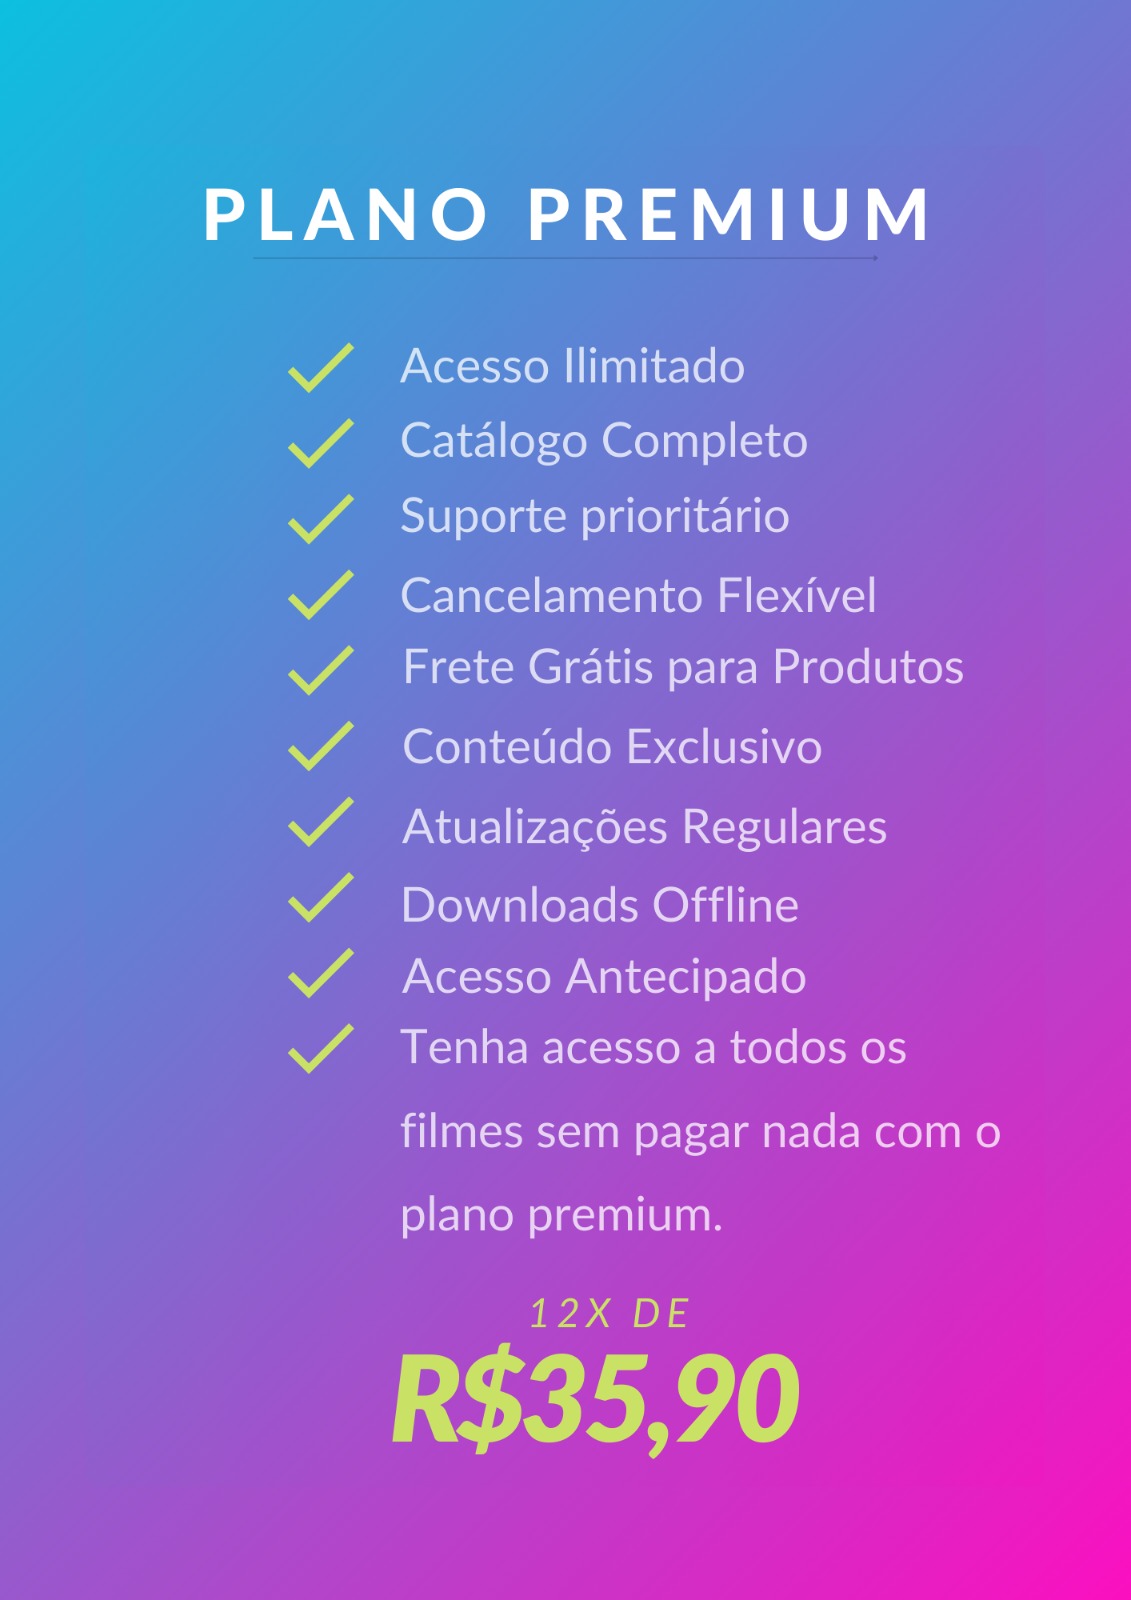 PLANO PREMIUM
Acesso Ilimitado
Catálogo Completo
Suporte prioritário
Cancelamento Flexível
Frete Grátis para Produtos
Conteúdo Exclusivo
Atualizações Regulares
Downloads Offline
Acesso Antecipado
Tenha acesso a todos os
filmes sem pagar nada com o
plano premium.
12X DE
R$35,90